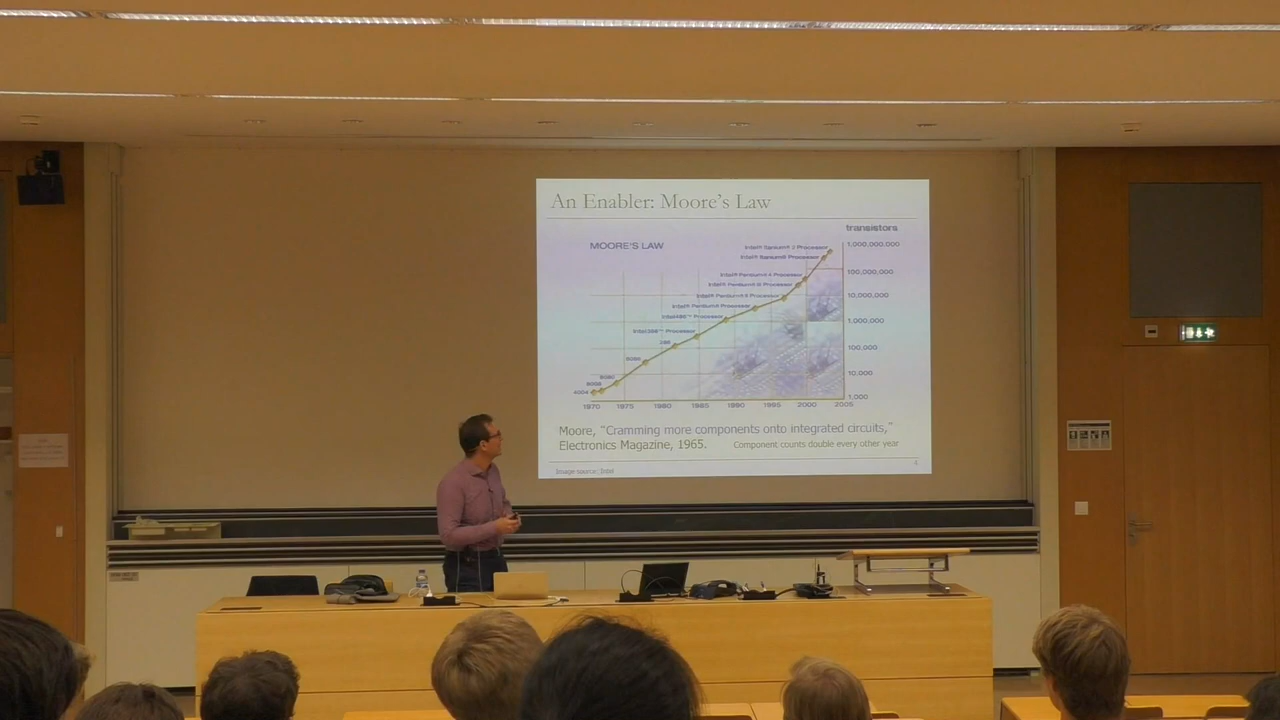 An Enabler: Moore's Law
transistors
MOORE'S LAW
Intel® Itanium® 2 Processor
1,000,000,000
Intel® Itanium® Processor
Intel® Pentium® 4 Processor
100,000,000
Intel® Pentium® III Processor
Intel® Pentium® II Processor
10,000,000
Intel® Pentium® Processor
Intel486™ Processor
1,000,000
Intel386™ Processor
286
100,000
8086
10,000
8080
8008
4004
1,000
1970 1975 1980 1985 1990 1995 2000 2005
Moore, "Cramming more components onto integrated circuits,"
Electronics Magazine, 1965. Component counts double every other year
Image source: Intel
4